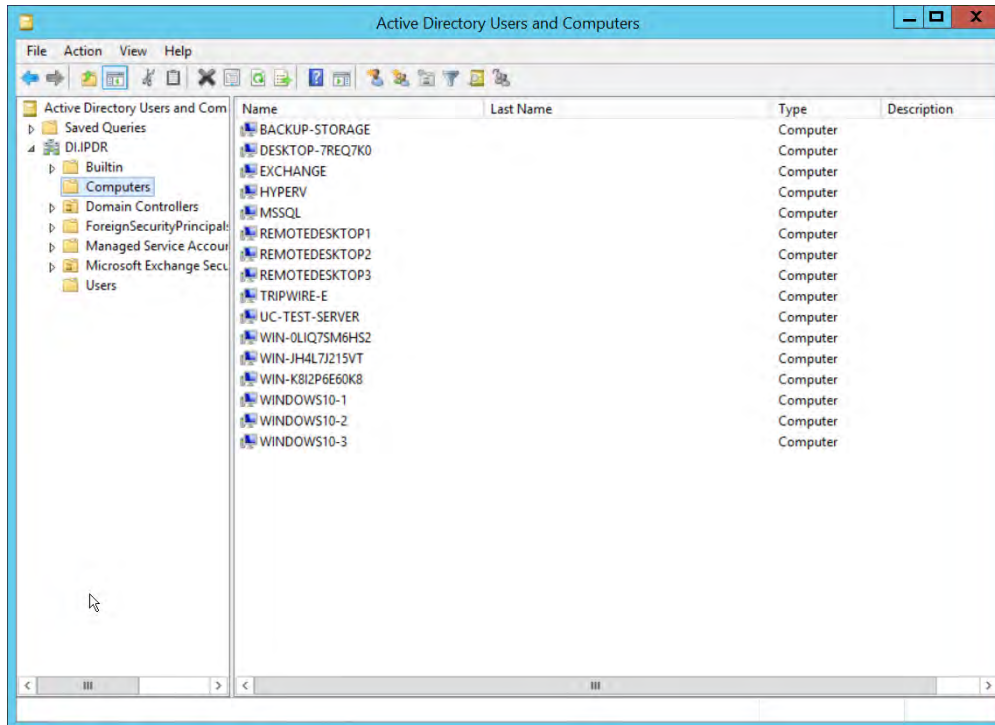 Active Directory Users and Computers
File Action View Help
Active Directory Users and Com
Saved Queries
DI.IPDR
Builtin
Computers
Domain Controllers
ForeignSecurityPrincipals
Managed Service Accour
Microsoft Exchange Secu
Users
Name Last Name Type Description
BACKUP-STORAGE Computer
DESKTOP-7REQ7K0 Computer
EXCHANGE Computer
HYPERV Computer
MSSQL Computer
REMOTEDESKTOP1 Computer
REMOTEDESKTOP2 Computer
REMOTEDESKTOP3 Computer
TRIPWIRE-E Computer
UC-TEST-SERVER Computer
WIN-0LIQ7SM6HS2 Computer
WIN-JH4L7J215VT Computer
WIN-K8I2P6E60K8 Computer
WINDOWS10-1 Computer
WINDOWS10-2 Computer
WINDOWS10-3 Computer